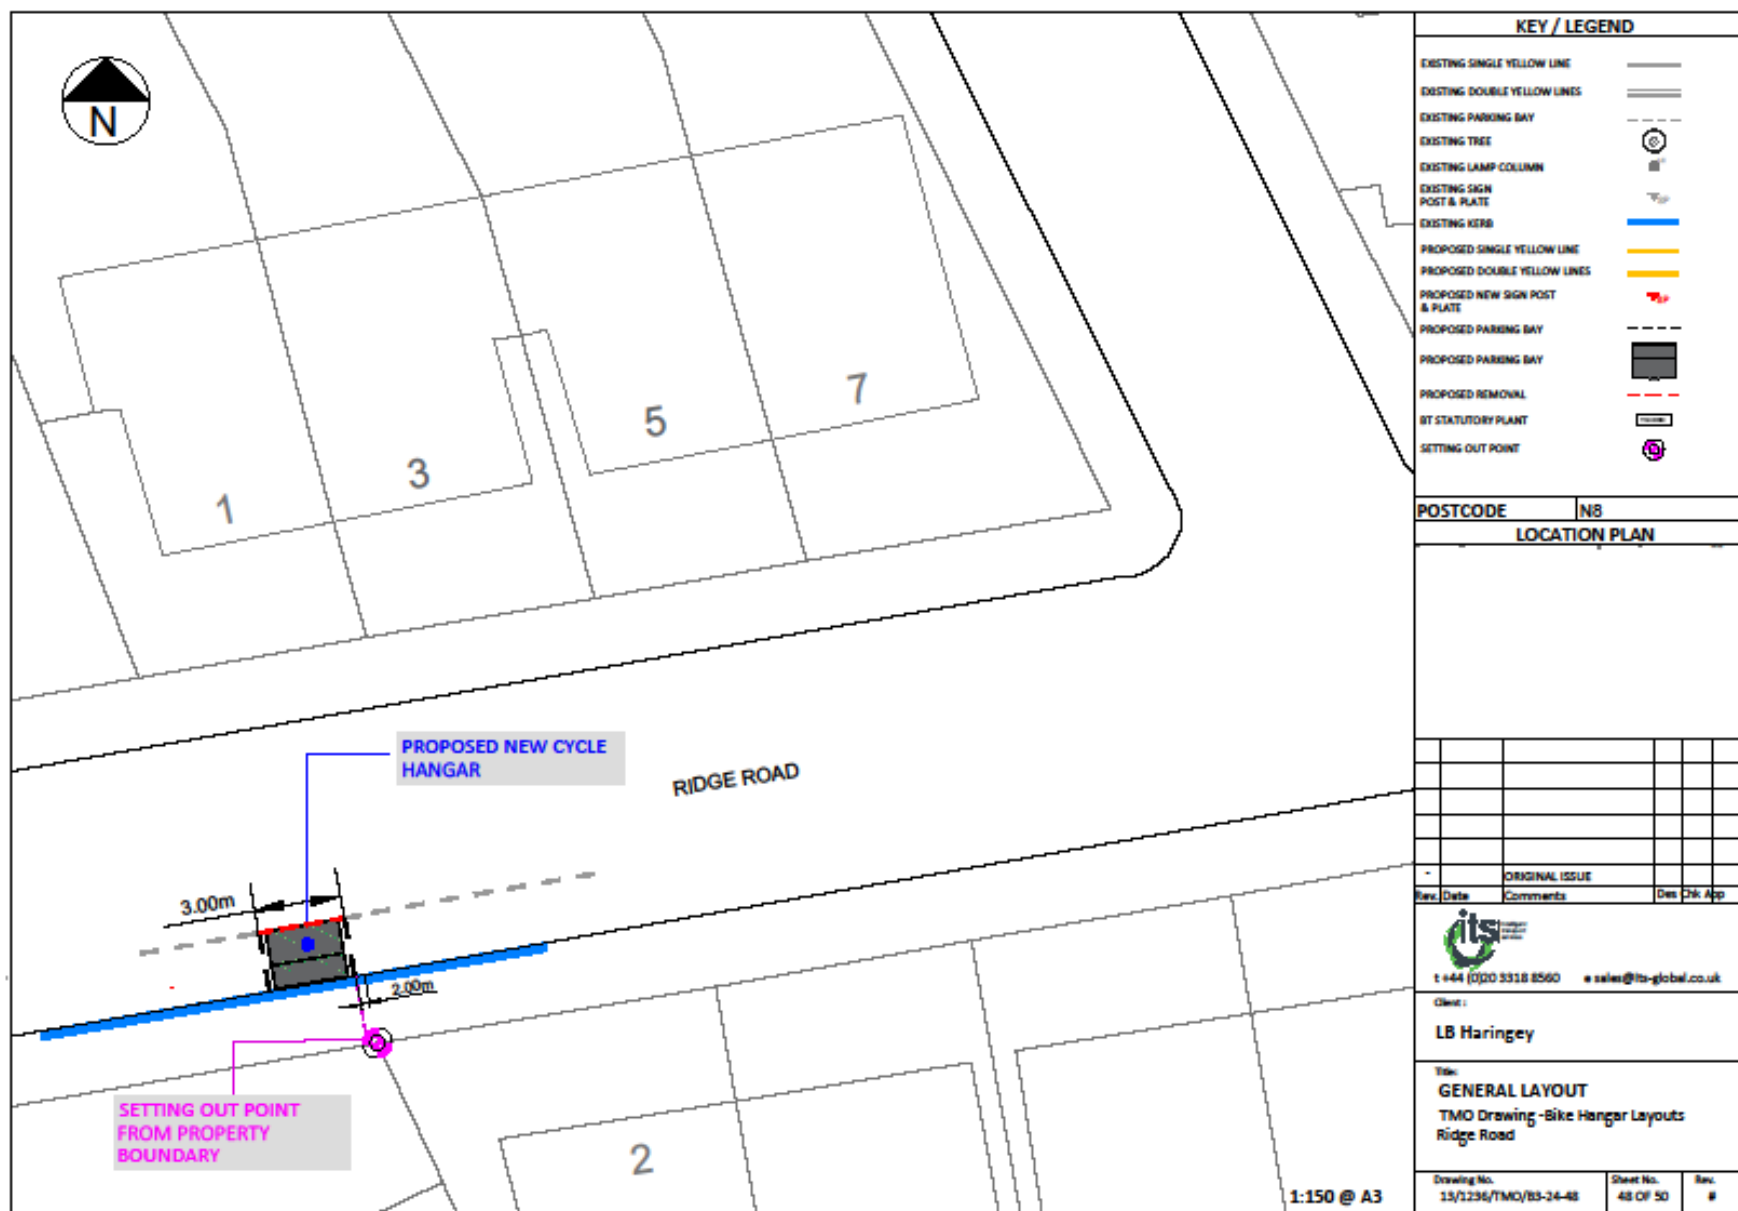 N
1
3
5
7
PROPOSED NEW CYCLE
HANGAR
RIDGE ROAD
3.00m
2.00m
SETTING OUT POINT
FROM PROPERTY
BOUNDARY
2
1:150 @ A3
KEY / LEGEND
EXISTING SINGLE YELLOW LINE
EXISTING DOUBLE YELLOW LINES
EXISTING PARKING BAY
EXISTING TREE
EXISTING LAMP COLUMN
EXISTING SIGN
POST & PLATE
EXISTING KERB
PROPOSED SINGLE YELLOW LINE
PROPOSED DOUBLE YELLOW LINES
PROPOSED NEW SIGN POST
& PLATE
PROPOSED PARKING BAY
PROPOSED PARKING BAY
PROPOSED REMOVAL
BT STATUTORY PLANT
SETTING OUT POINT
POSTCODE N8
LOCATION PLAN
- ORIGINAL ISSUE
Rev. Date Comments Des Chk App
its
t +44 (0)20 3318 8560 e sales@its-global.co.uk
Client :
LB Haringey
Title:
GENERAL LAYOUT
TMO Drawing -Bike Hangar Layouts
Ridge Road
Drawing No. Sheet No. Rev.
13/1236/TMO/B3-24-48 48 OF 50 #